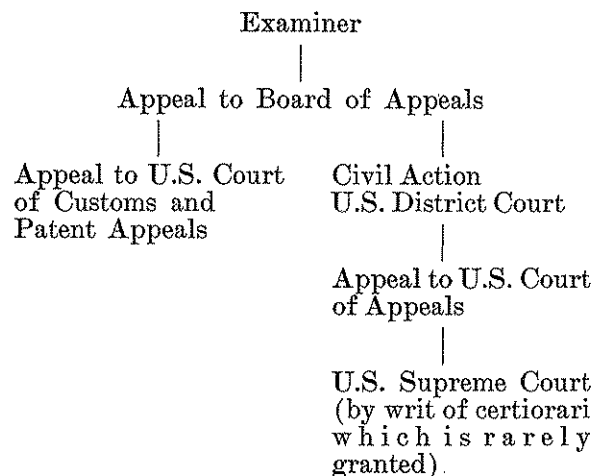 Examiner
Appeal to Board of Appeals
Appeal to U.S. Court
of Customs and
Patent Appeals
Civil Action
U.S. District Court
Appeal to U.S. Court
of Appeals
U.S. Supreme Court
(by writ of certiorari
which is rarely
granted)